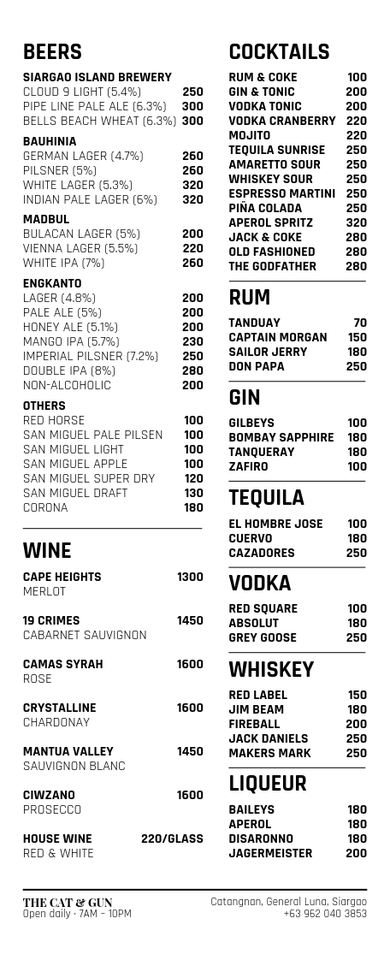 BEERS
SIARGAO ISLAND BREWERY
CLOUD 9 LIGHT (5.4%) 250
PIPE LINE PALE ALE (6.3%) 300
BELLS BEACH WHEAT (6.3%) 300
BAUHINIA
GERMAN LAGER (4.7%) 260
PILSNER (5%) 260
WHITE LAGER (5.3%) 320
INDIAN PALE LAGER (6%) 320
MADBUL
BULACAN LAGER (5%) 200
VIENNA LAGER (5.5%) 220
WHITE IPA (7%) 260
ENGKANTO
LAGER (4.8%) 200
PALE ALE (5%) 200
HONEY ALE (5.1%) 200
MANGO IPA (5.7%) 230
IMPERIAL PILSNER (7.2%) 250
DOUBLE IPA (8%) 280
NON-ALCOHOLIC 200
OTHERS
RED HORSE 100
SAN MIGUEL PALE PILSEN 100
SAN MIGUEL LIGHT 100
SAN MIGUEL APPLE 100
SAN MIGUEL SUPER DRY 120
SAN MIGUEL DRAFT 130
CORONA 180
WINE
CAPE HEIGHTS 1300
MERLOT
19 CRIMES 1450
CABARNET SAUVIGNON
CAMAS SYRAH 1600
ROSE
CRYSTALLINE 1600
CHARDONAY
MANTUA VALLEY 1450
SAUVIGNON BLANC
CIWZANO 1600
PROSECCO
HOUSE WINE 220/GLASS
RED & WHITE
COCKTAILS
RUM & COKE 100
GIN & TONIC 200
VODKA TONIC 200
VODKA CRANBERRY 220
MOJITO 220
TEQUILA SUNRISE 250
AMARETTO SOUR 250
WHISKEY SOUR 250
ESPRESSO MARTINI 250
PIÑA COLADA 250
APEROL SPRITZ 320
JACK & COKE 280
OLD FASHIONED 280
THE GODFATHER 280
RUM
TANDUAY 70
CAPTAIN MORGAN 150
SAILOR JERRY 180
DON PAPA 250
GIN
GILBEYS 100
BOMBAY SAPPHIRE 180
TANQUERAY 180
ZAFIRO 100
TEQUILA
EL HOMBRE JOSE 100
CUERVO 180
CAZADORES 250
VODKA
RED SQUARE 100
ABSOLUT 180
GREY GOOSE 250
WHISKEY
RED LABEL 150
JIM BEAM 180
FIREBALL 200
JACK DANIELS 250
MAKERS MARK 250
LIQUEUR
BAILEYS 180
APEROL 180
DISARONNO 180
JAGERMEISTER 200
THE CAT & GUN
Open daily · 7AM – 10PM
Catangnan, General Luna, Siargao
+63 962 040 3853